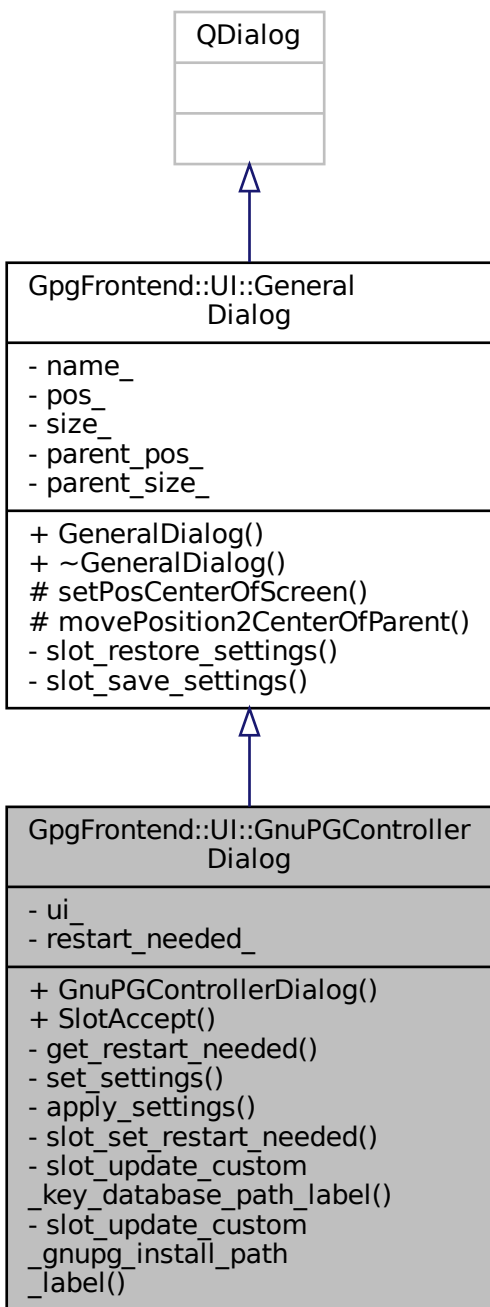 QDialog
GpgFrontend::UI::General
Dialog
- name_
- pos_
- size_
- parent_pos_
- parent_size_
+ GeneralDialog()
+ ~GeneralDialog()
# setPosCenterOfScreen()
# movePosition2CenterOfParent()
- slot_restore_settings()
- slot_save_settings()
GpgFrontend::UI::GnuPGController
Dialog
- ui_
- restart_needed_
+ GnuPGControllerDialog()
+ SlotAccept()
- get_restart_needed()
- set_settings()
- apply_settings()
- slot_set_restart_needed()
- slot_update_custom
_key_database_path_label()
- slot_update_custom
_gnupg_install_path
_label()